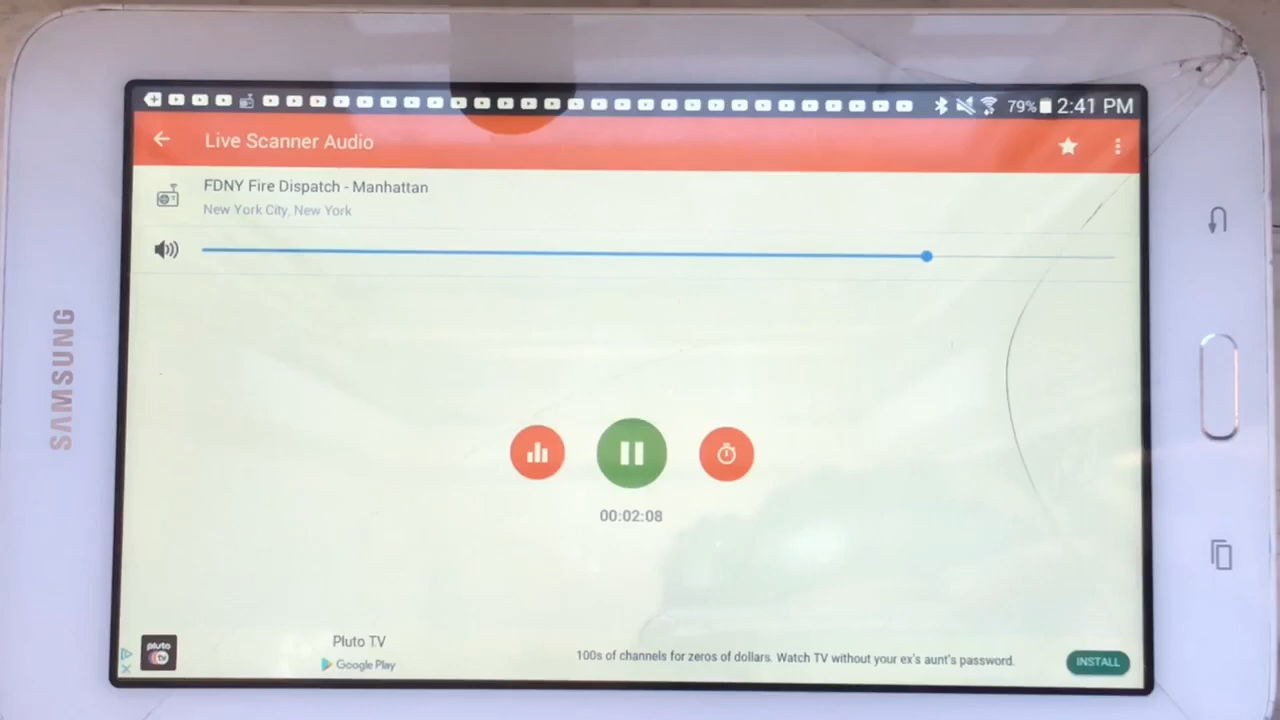 79% 2:41 PM
Live Scanner Audio
FDNY Fire Dispatch - Manhattan
New York City, New York
00:02:08
SAMSUNG
pluto
tv
Pluto TV
Google Play
100s of channels for zeros of dollars. Watch TV without your ex's aunt's password.
INSTALL